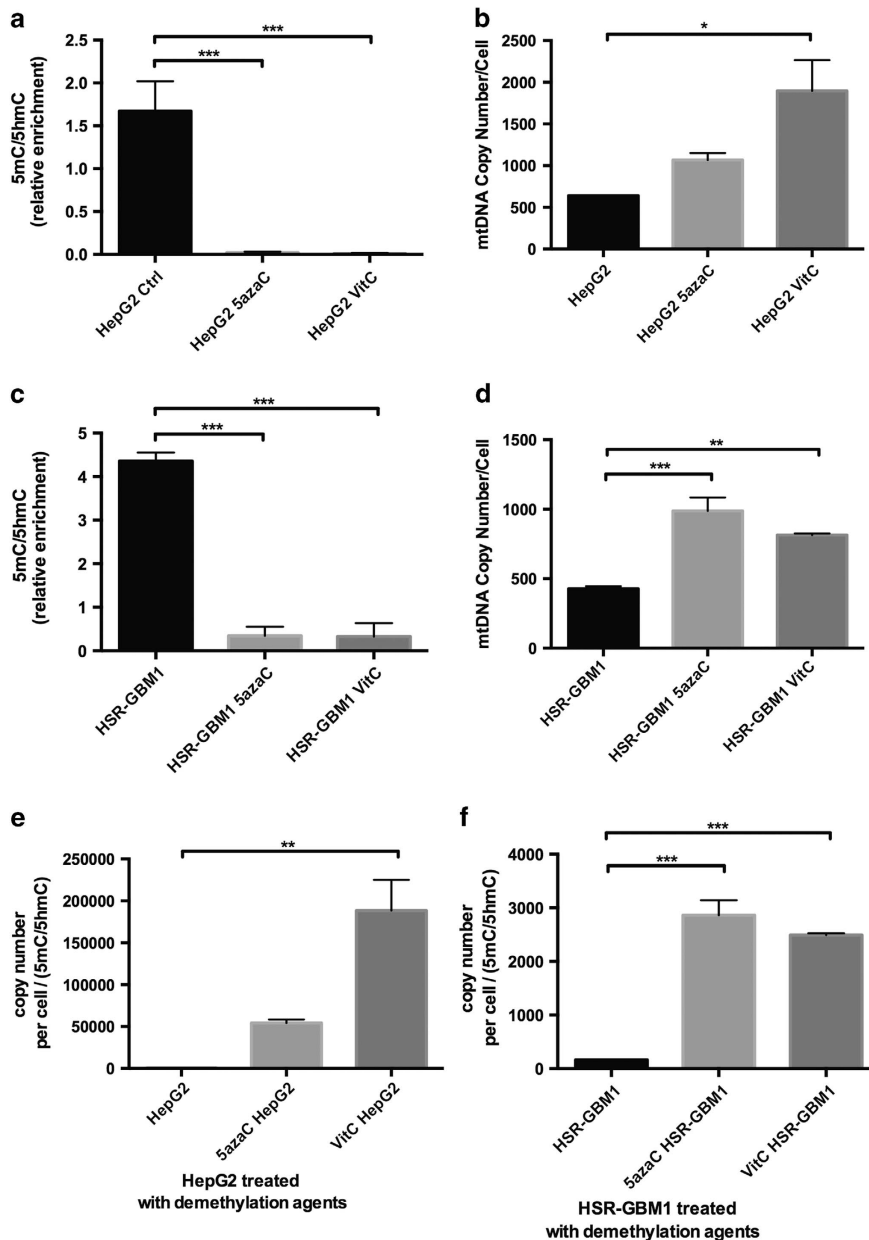 a
***
***
5mC/5hmC
(relative enrichment)
2.5
2.0
1.5
1.0
0.5
0.0
HepG2 Ctrl
HepG2 5azaC
HepG2 VitC
b
*
mtDNA Copy Number/Cell
2500
2000
1500
1000
500
0
HepG2
HepG2 5azaC
HepG2 VitC
c
***
***
5mC/5hmC
(relative enrichment)
5
4
3
2
1
0
HSR-GBM1
HSR-GBM1 5azaC
HSR-GBM1 VitC
d
**
***
mtDNA Copy Number/Cell
1500
1000
500
0
HSR-GBM1
HSR-GBM1 5azaC
HSR-GBM1 VitC
e
**
copy number
per cell / (5mC/5hmC)
250000
200000
150000
100000
50000
0
HepG2
5azaC HepG2
VitC HepG2
HepG2 treated
with demethylation agents
f
***
***
copy number
per cell / (5mC/5hmC)
4000
3000
2000
1000
0
HSR-GBM1
5azaC HSR-GBM1
VitC HSR-GBM1
HSR-GBM1 treated
with demethylation agents